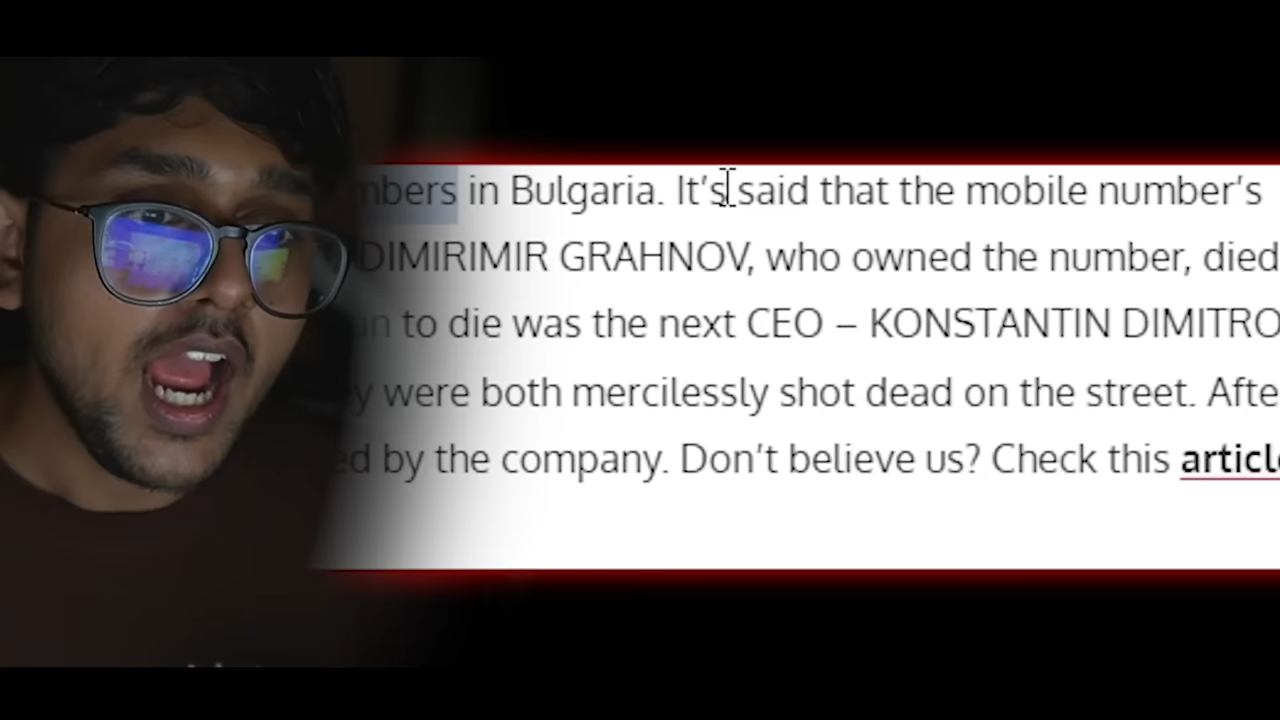 mbers in Bulgaria. It's said that the mobile number's
DIMIRIMIR GRAHNOV, who owned the number, died
to die was the next CEO – KONSTANTIN DIMITRO
were both mercilessly shot dead on the street. Afte
by the company. Don't believe us? Check this article